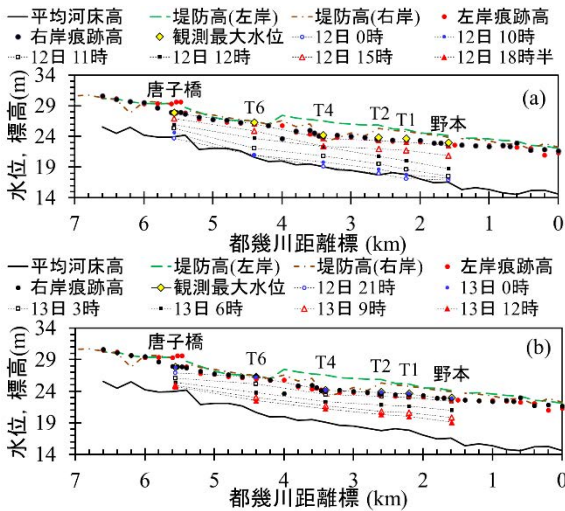 平均河床高 堤防高(左岸) 堤防高(右岸) 左岸痕跡高
右岸痕跡高 観測最大水位 12日 0時 12日 10時
12日 11時 12日 12時 12日 15時 12日 18時半
34
29
24
19
14
水位, 標高(m)
唐子橋
T6
T4
T2
T1
野本
(a)
7 6 5 4 3 2 1 0
都幾川距離標 (km)
平均河床高 堤防高(左岸) 堤防高(右岸) 左岸痕跡高
右岸痕跡高 観測最大水位 12日 21時 13日 0時
13日 3時 13日 6時 13日 9時 13日 12時
34
29
24
19
14
水位, 標高(m)
唐子橋
T6
T4
T2
T1
野本
(b)
7 6 5 4 3 2 1 0
都幾川距離標 (km)